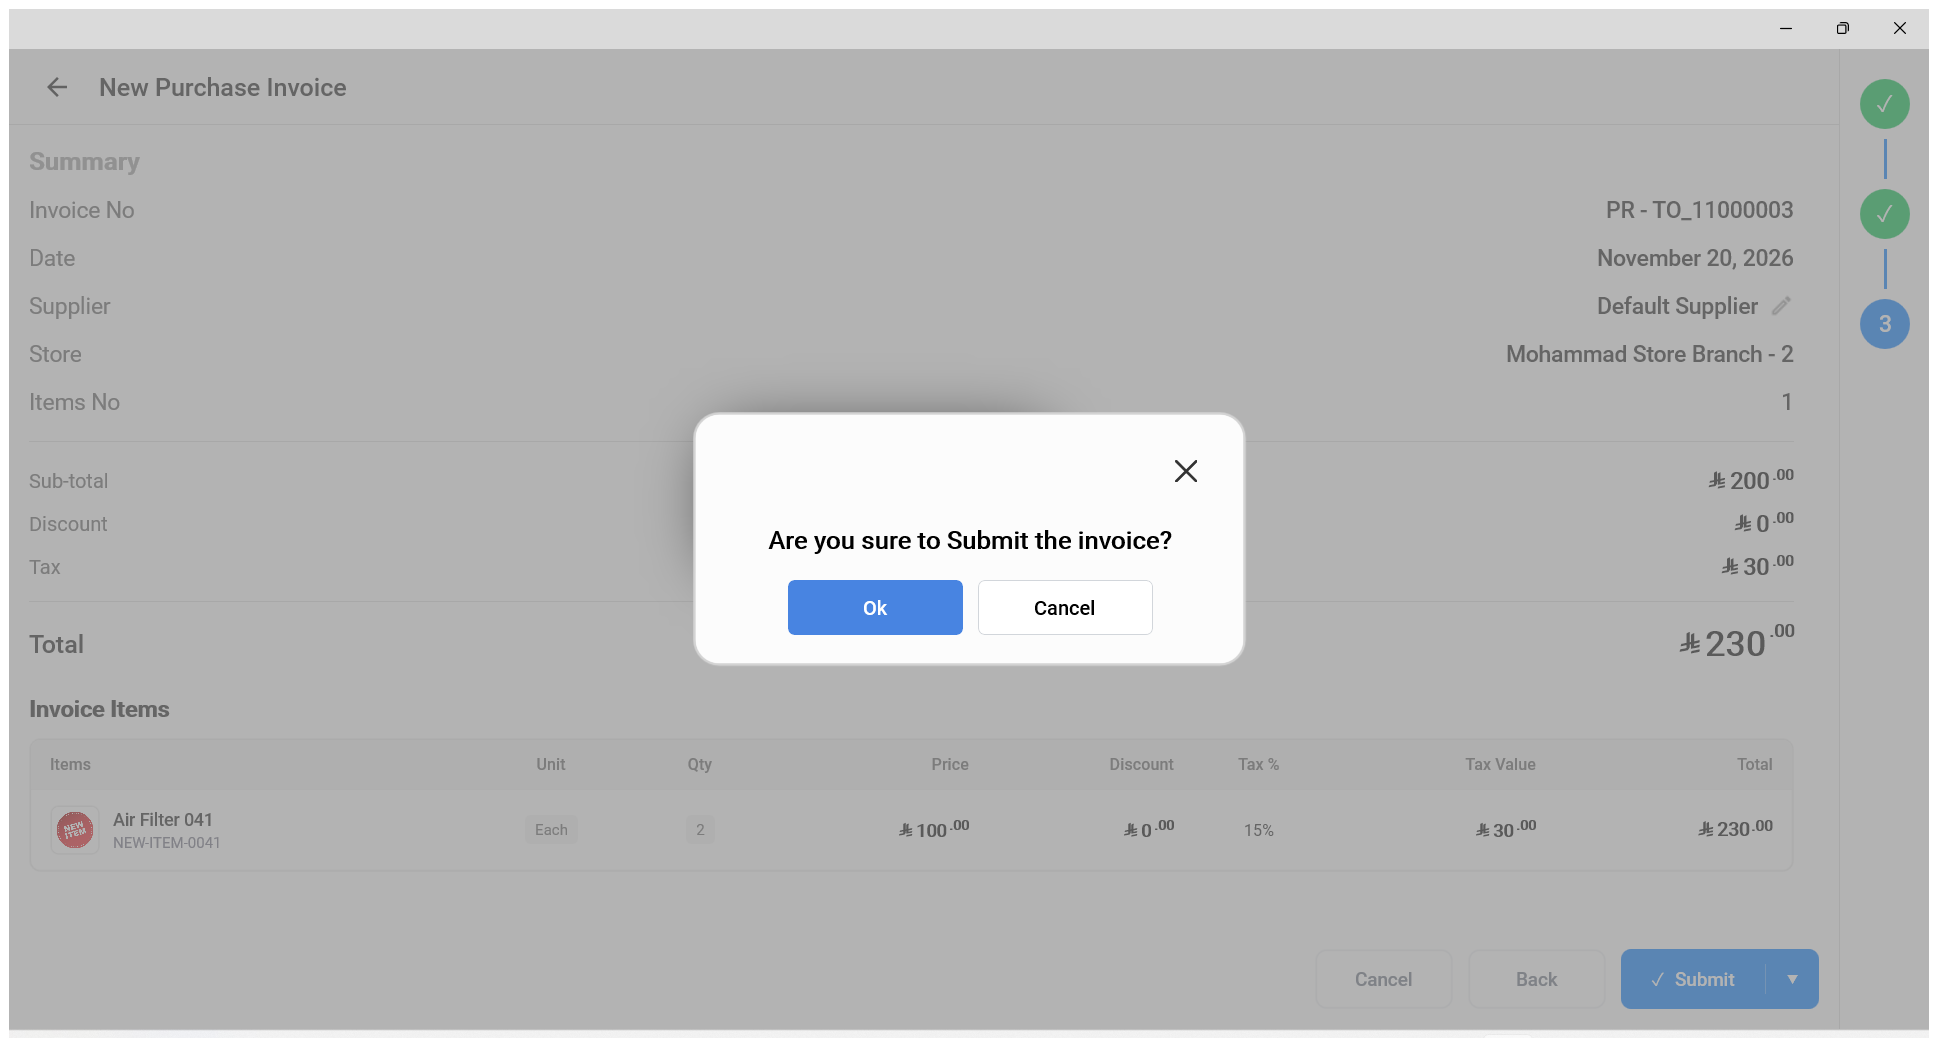 New Purchase Invoice
Summary
Invoice No PR - TO_11000003
Date November 20, 2026
Supplier Default Supplier
Store Mohammad Store Branch - 2
Items No 1
Sub-total 200.00
Discount 0.00
Tax 30.00
Total 230.00
3
Are you sure to Submit the invoice?
Ok Cancel
Invoice Items
Items Unit Qty Price Discount Tax % Tax Value Total
NEW ITEM
Air Filter 041 Each 2 100.00 0.00 15% 30.00 230.00
NEW-ITEM-0041
Cancel Back ✓ Submit ▼